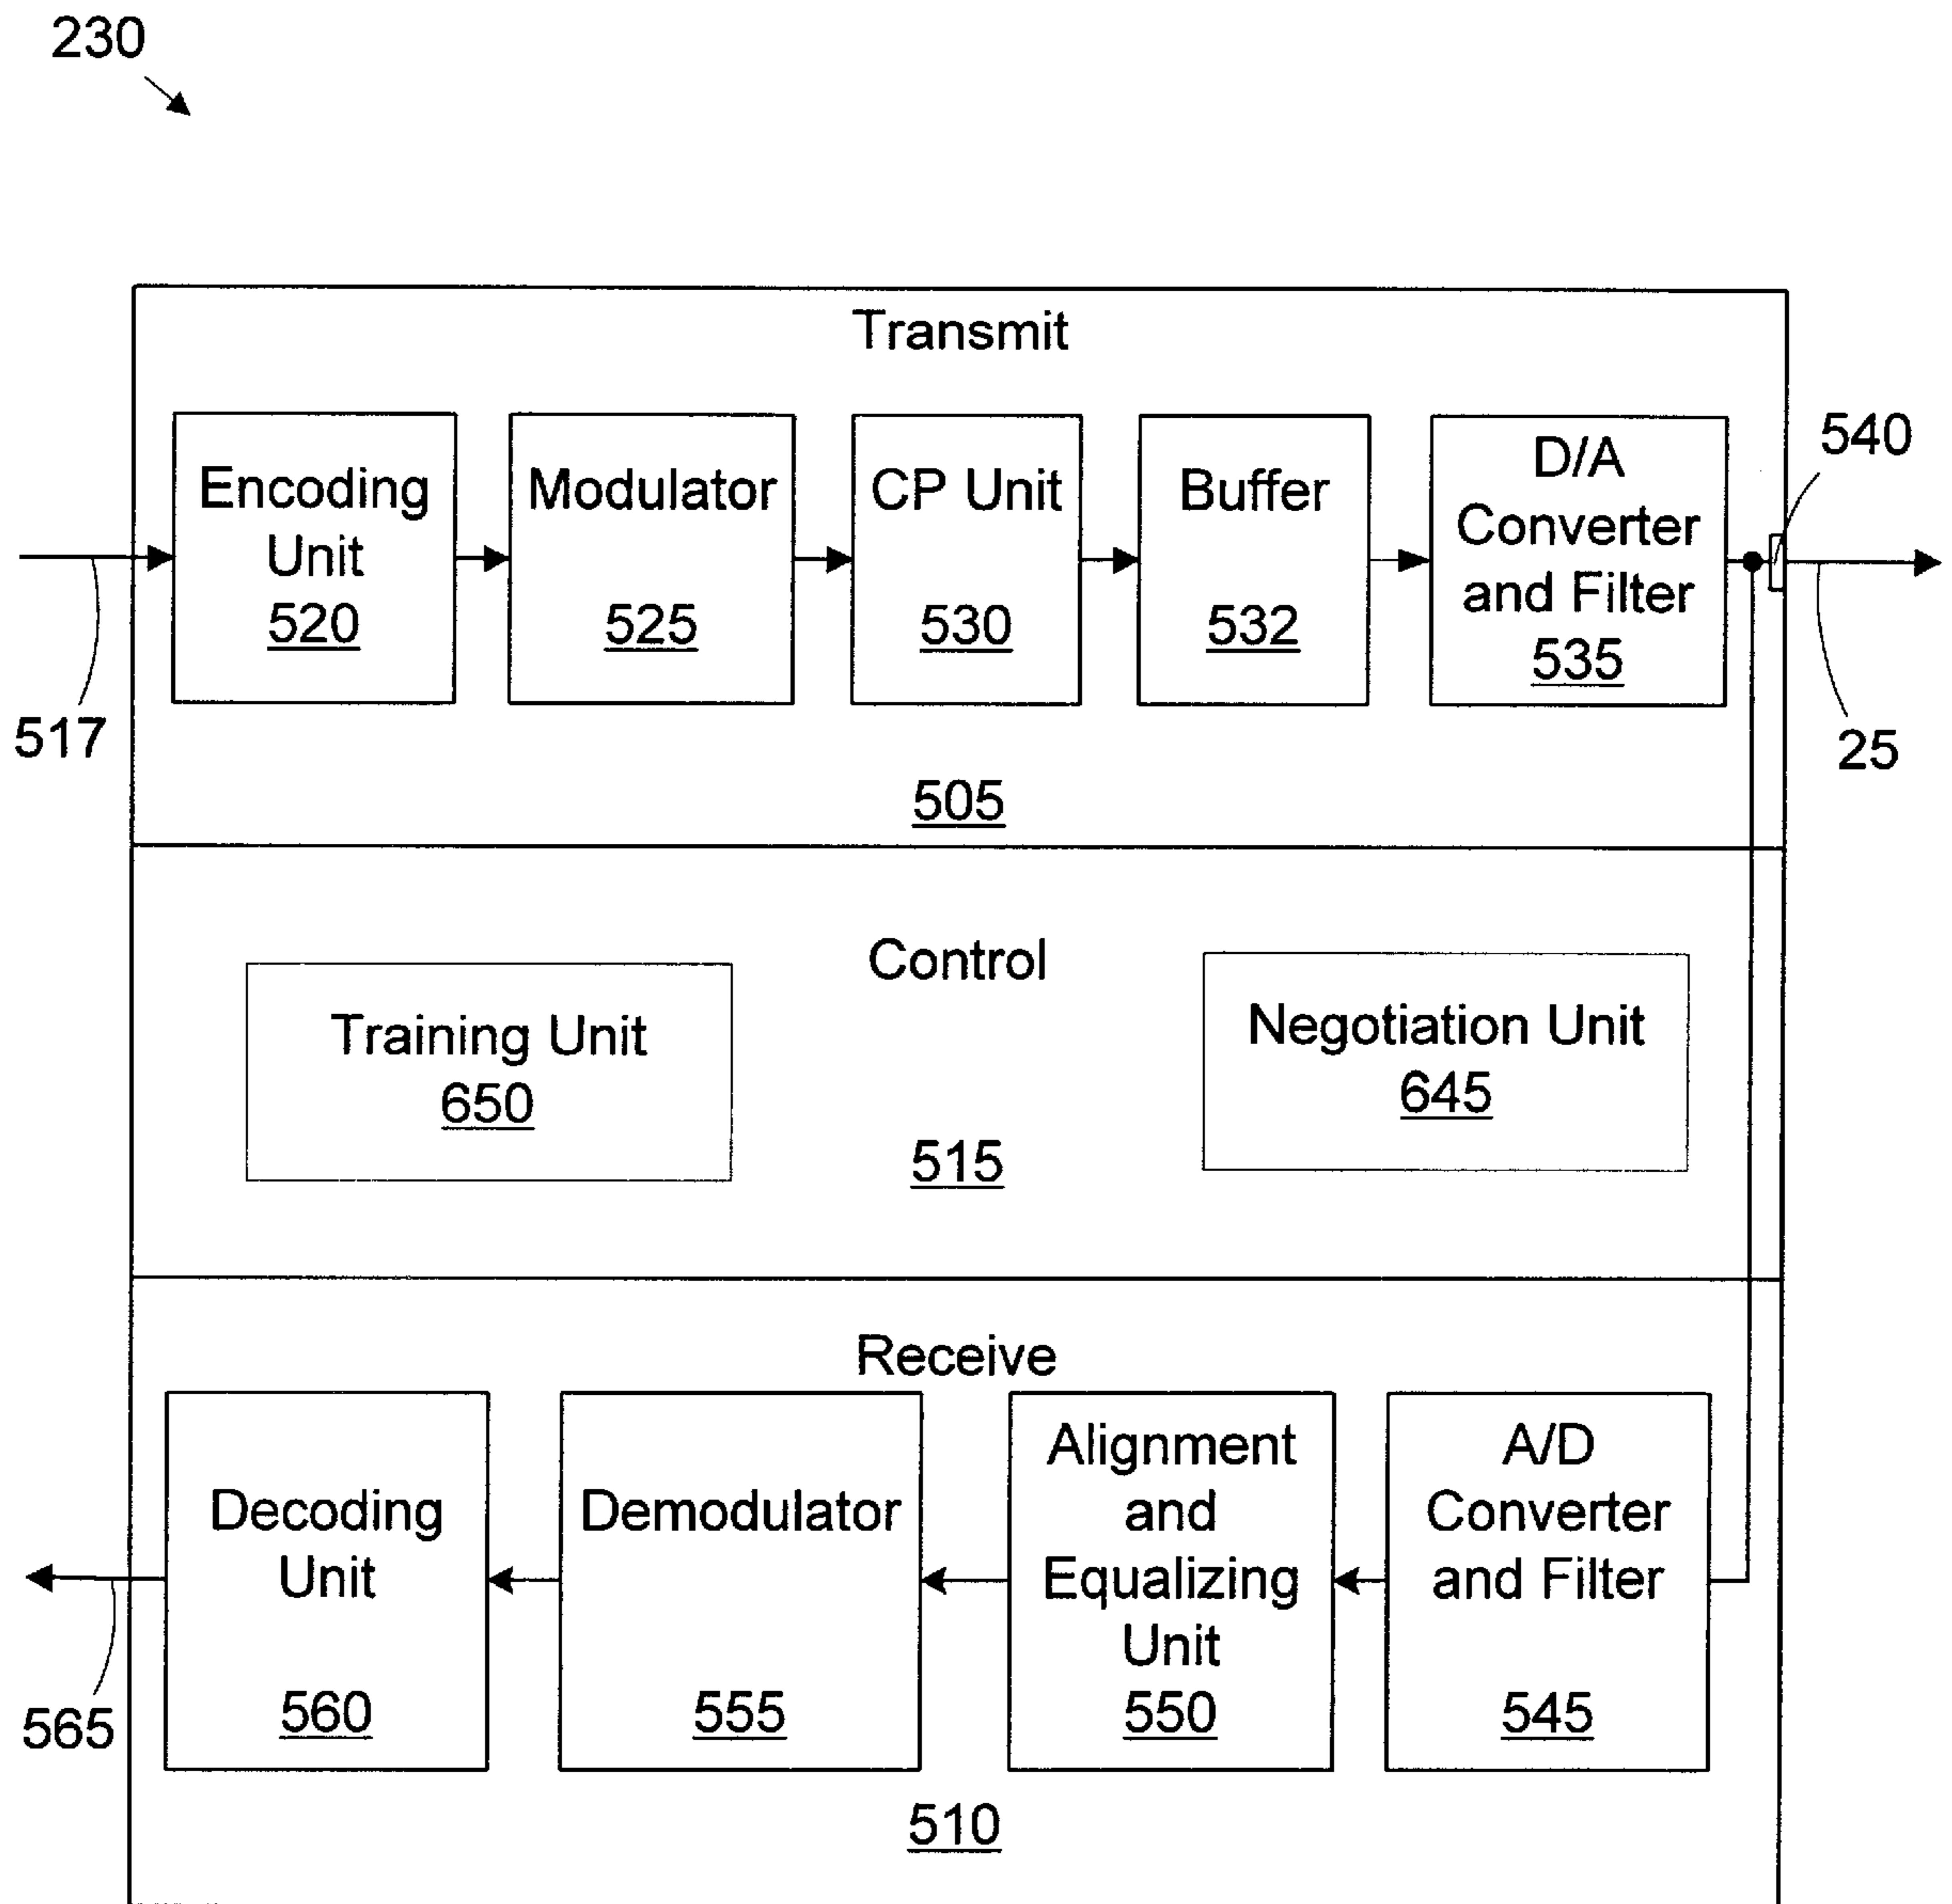 230
Transmit
Encoding
Unit
520
Modulator
525
CP Unit
530
Buffer
532
D/A
Converter
and Filter
535
540
517
25
505
Control
Training Unit
650
Negotiation Unit
645
515
Receive
Decoding
Unit
560
Demodulator
555
Alignment
and
Equalizing
Unit
550
A/D
Converter
and Filter
545
565
510